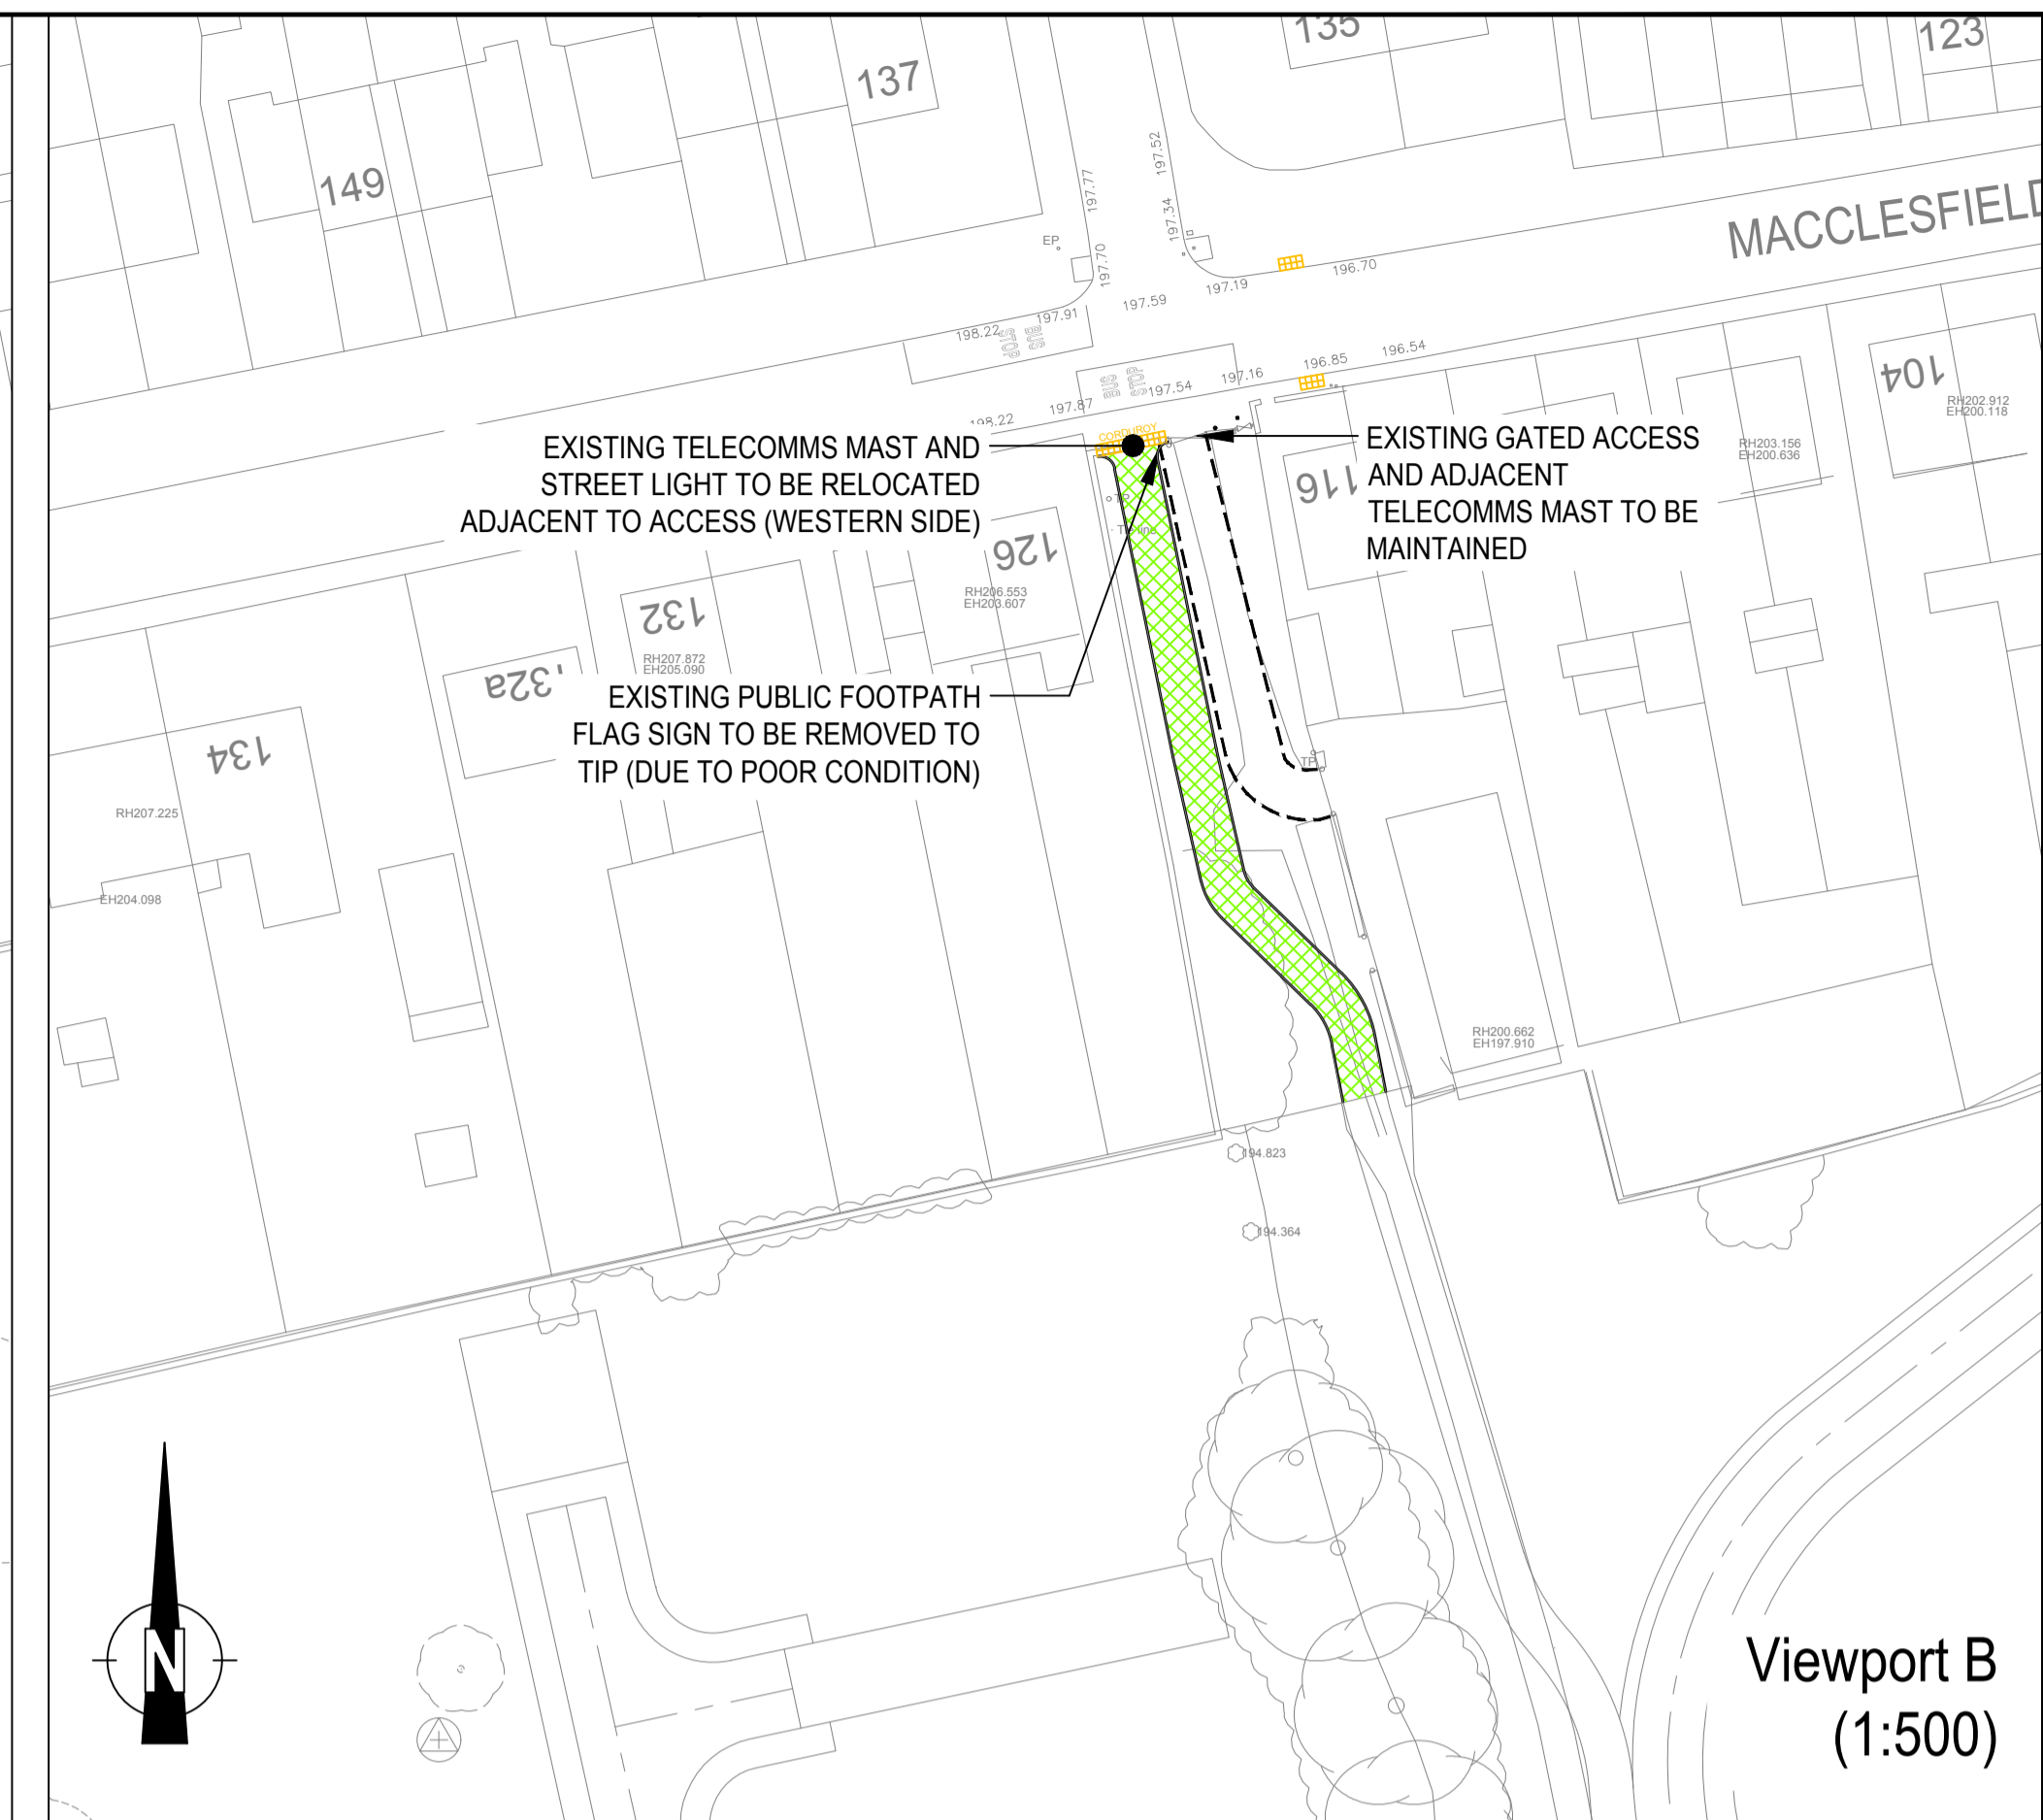 135
123
137
149
MACCLESFIELD
197.52
197.77
197.34
EP
197.70
196.70
197.19
197.59
197.91
198.22
BUS
STOP
BUS
STOP
196.54
196.85
197.16
197.54
197.87
198.22
104
RH202.912
EH200.118
CORDUROY
EXISTING TELECOMMS MAST AND
STREET LIGHT TO BE RELOCATED
ADJACENT TO ACCESS (WESTERN SIDE)
EXISTING GATED ACCESS
AND ADJACENT
TELECOMMS MAST TO BE
MAINTAINED
RH203.156
EH200.636
116
TP
126
RH206.553
EH203.607
132
RH207.872
EH205.090
32a
EXISTING PUBLIC FOOTPATH
FLAG SIGN TO BE REMOVED TO
TIP (DUE TO POOR CONDITION)
134
TP
RH207.225
EH204.098
RH200.662
EH197.910
194.823
194.364
N
Viewport B
(1:500)